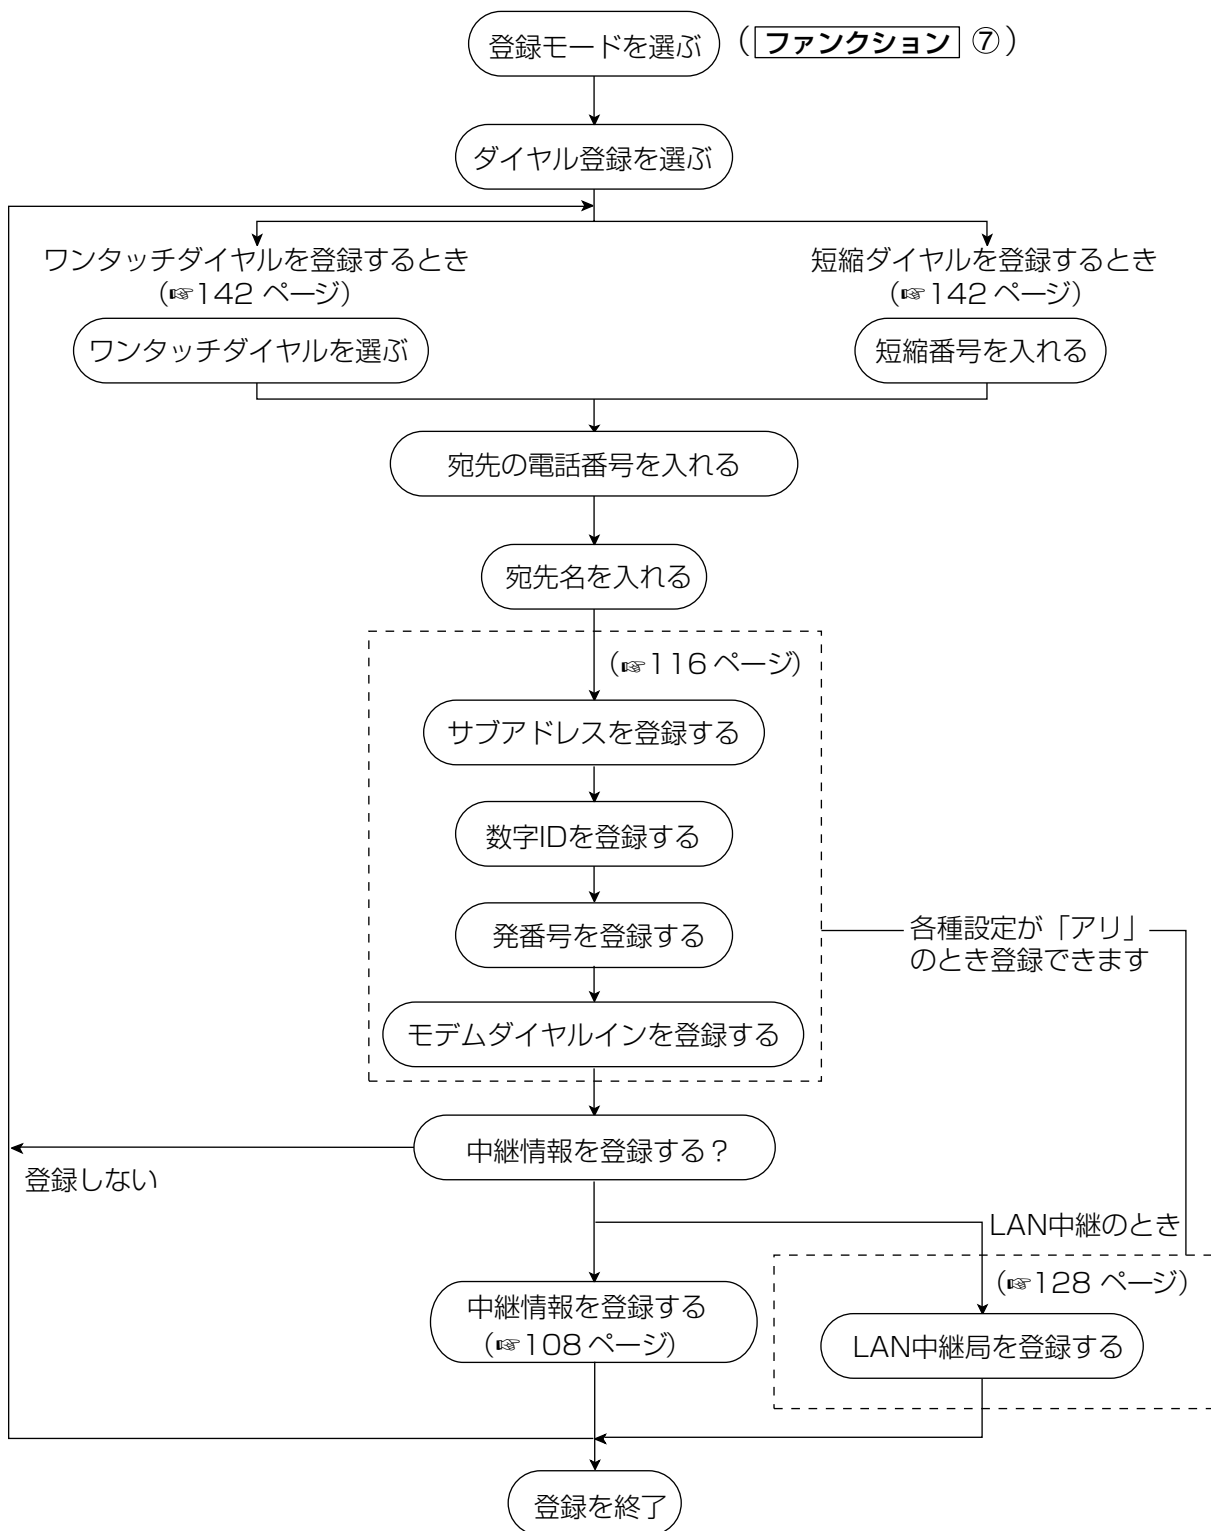 登録モードを選ぶ （ファンクション ⑦）
ダイヤル登録を選ぶ
ワンタッチダイヤルを登録するとき
（☞142 ページ）
ワンタッチダイヤルを選ぶ
短縮ダイヤルを登録するとき
（☞142 ページ）
短縮番号を入れる
宛先の電話番号を入れる
宛先名を入れる
（☞116 ページ）
サブアドレスを登録する
数字IDを登録する
発番号を登録する
各種設定が「アリ」
のとき登録できます
モデムダイヤルインを登録する
中継情報を登録する？
登録しない
LAN中継のとき
中継情報を登録する
（☞108 ページ）
（☞128 ページ）
LAN中継局を登録する
登録を終了